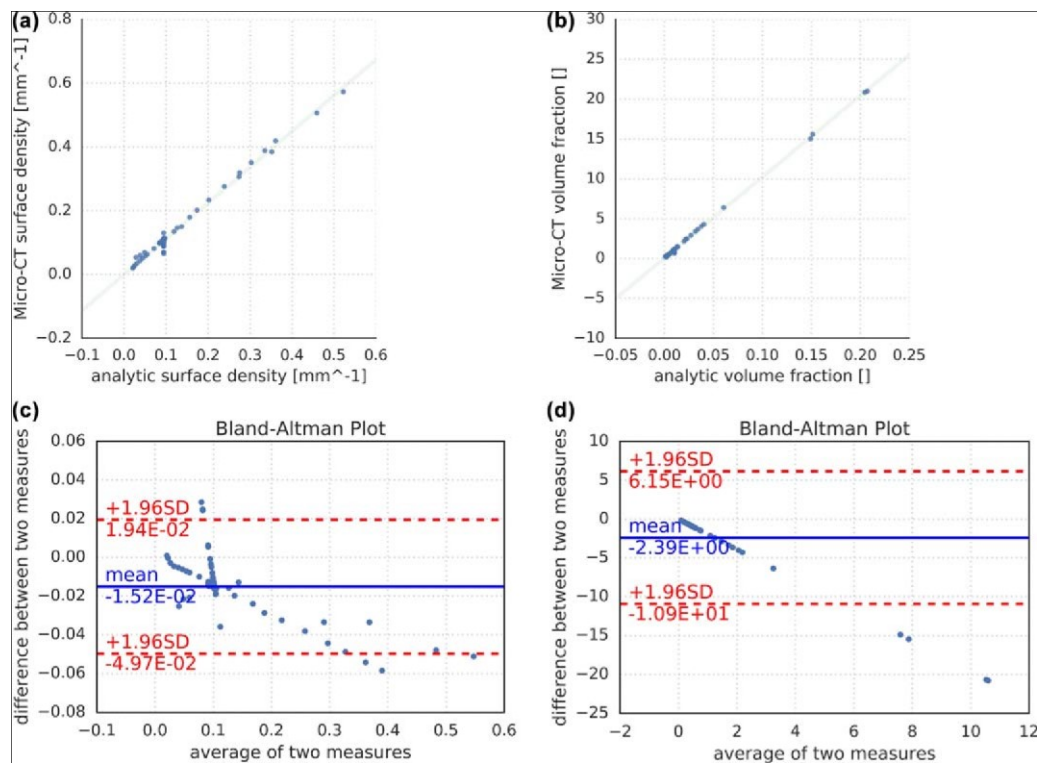 (a)
0.8
0.6
0.4
0.2
0.0
−0.2
Micro-CT surface density [mm^-1]
−0.1 0.0 0.1 0.2 0.3 0.4 0.5 0.6
analytic surface density [mm^-1]
(b)
30
25
20
15
10
5
0
−5
−10
Micro-CT volume fraction []
−0.05 0.00 0.05 0.10 0.15 0.20 0.25
analytic volume fraction []
(c)
Bland-Altman Plot
0.06
0.04
0.02
0.00
−0.02
−0.04
−0.06
−0.08
difference between two measures
+1.96SD
1.94E-02
mean
-1.52E-02
+1.96SD
-4.97E-02
−0.1 0.0 0.1 0.2 0.3 0.4 0.5 0.6
average of two measures
(d)
Bland-Altman Plot
10
5
0
−5
−10
−15
−20
−25
difference between two measures
+1.96SD
6.15E+00
mean
-2.39E+00
+1.96SD
-1.09E+01
−2 0 2 4 6 8 10 12
average of two measures